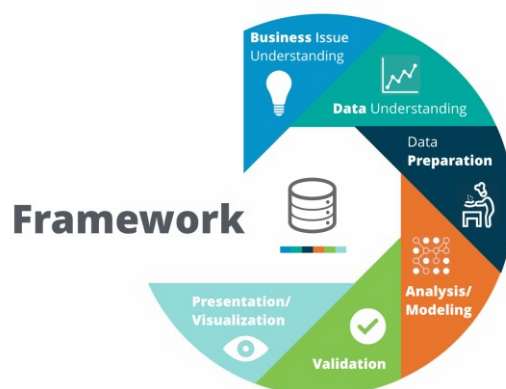 Business Issue
Understanding
Data Understanding
Data
Preparation
Framework
Analysis/
Modeling
Presentation/
Visualization
Validation